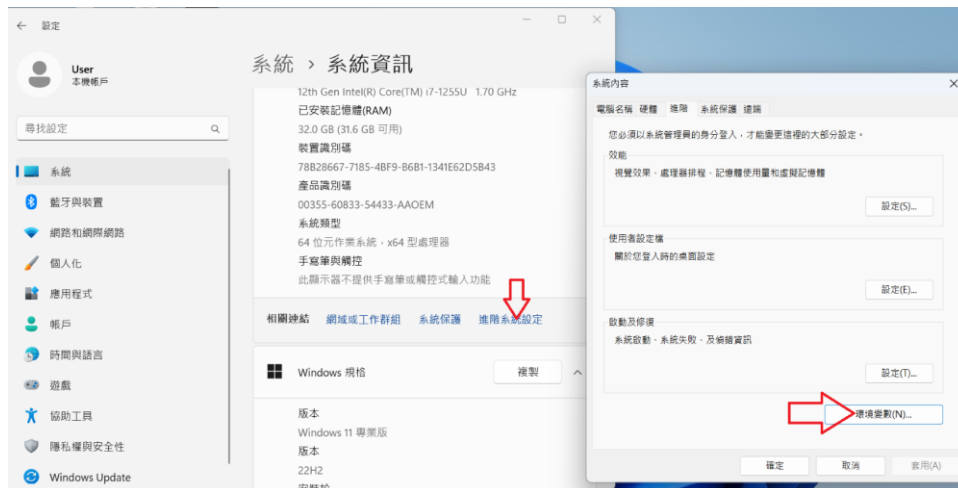 設定
User
本機帳戶
尋找設定
系統
藍牙與裝置
網路和網際網路
個人化
應用程式
帳戶
時間與語言
遊戲
協助工具
隱私權與安全性
Windows Update
系統 › 系統資訊
12th Gen Intel(R) Core(TM) i7-1255U 1.70 GHz
已安裝記憶體(RAM)
32.0 GB (31.6 GB 可用)
裝置識別碼
78B28667-7185-4BF9-B6B1-1341E62D5B43
產品識別碼
00355-60833-54433-AAOEM
系統類型
64 位元作業系統,x64 型處理器
手寫筆與觸控
此顯示器不提供手寫筆或觸控式輸入功能
相關連結 網域或工作群組 系統保護 進階系統設定
Windows 規格 複製
版本
Windows 11 專業版
版本
22H2
系統內容
電腦名稱 硬體 進階 系統保護 遠端
您必須以系統管理員的身分登入,才能變更這裡的大部分設定。
效能
視覺效果、處理器排程、記憶體使用量和虛擬記憶體
設定(S)...
使用者設定檔
關於您登入時的桌面設定
設定(E)...
啟動及修復
系統啟動、系統失敗、及偵錯資訊
設定(T)...
環境變數(N)...
確定 取消 套用(A)